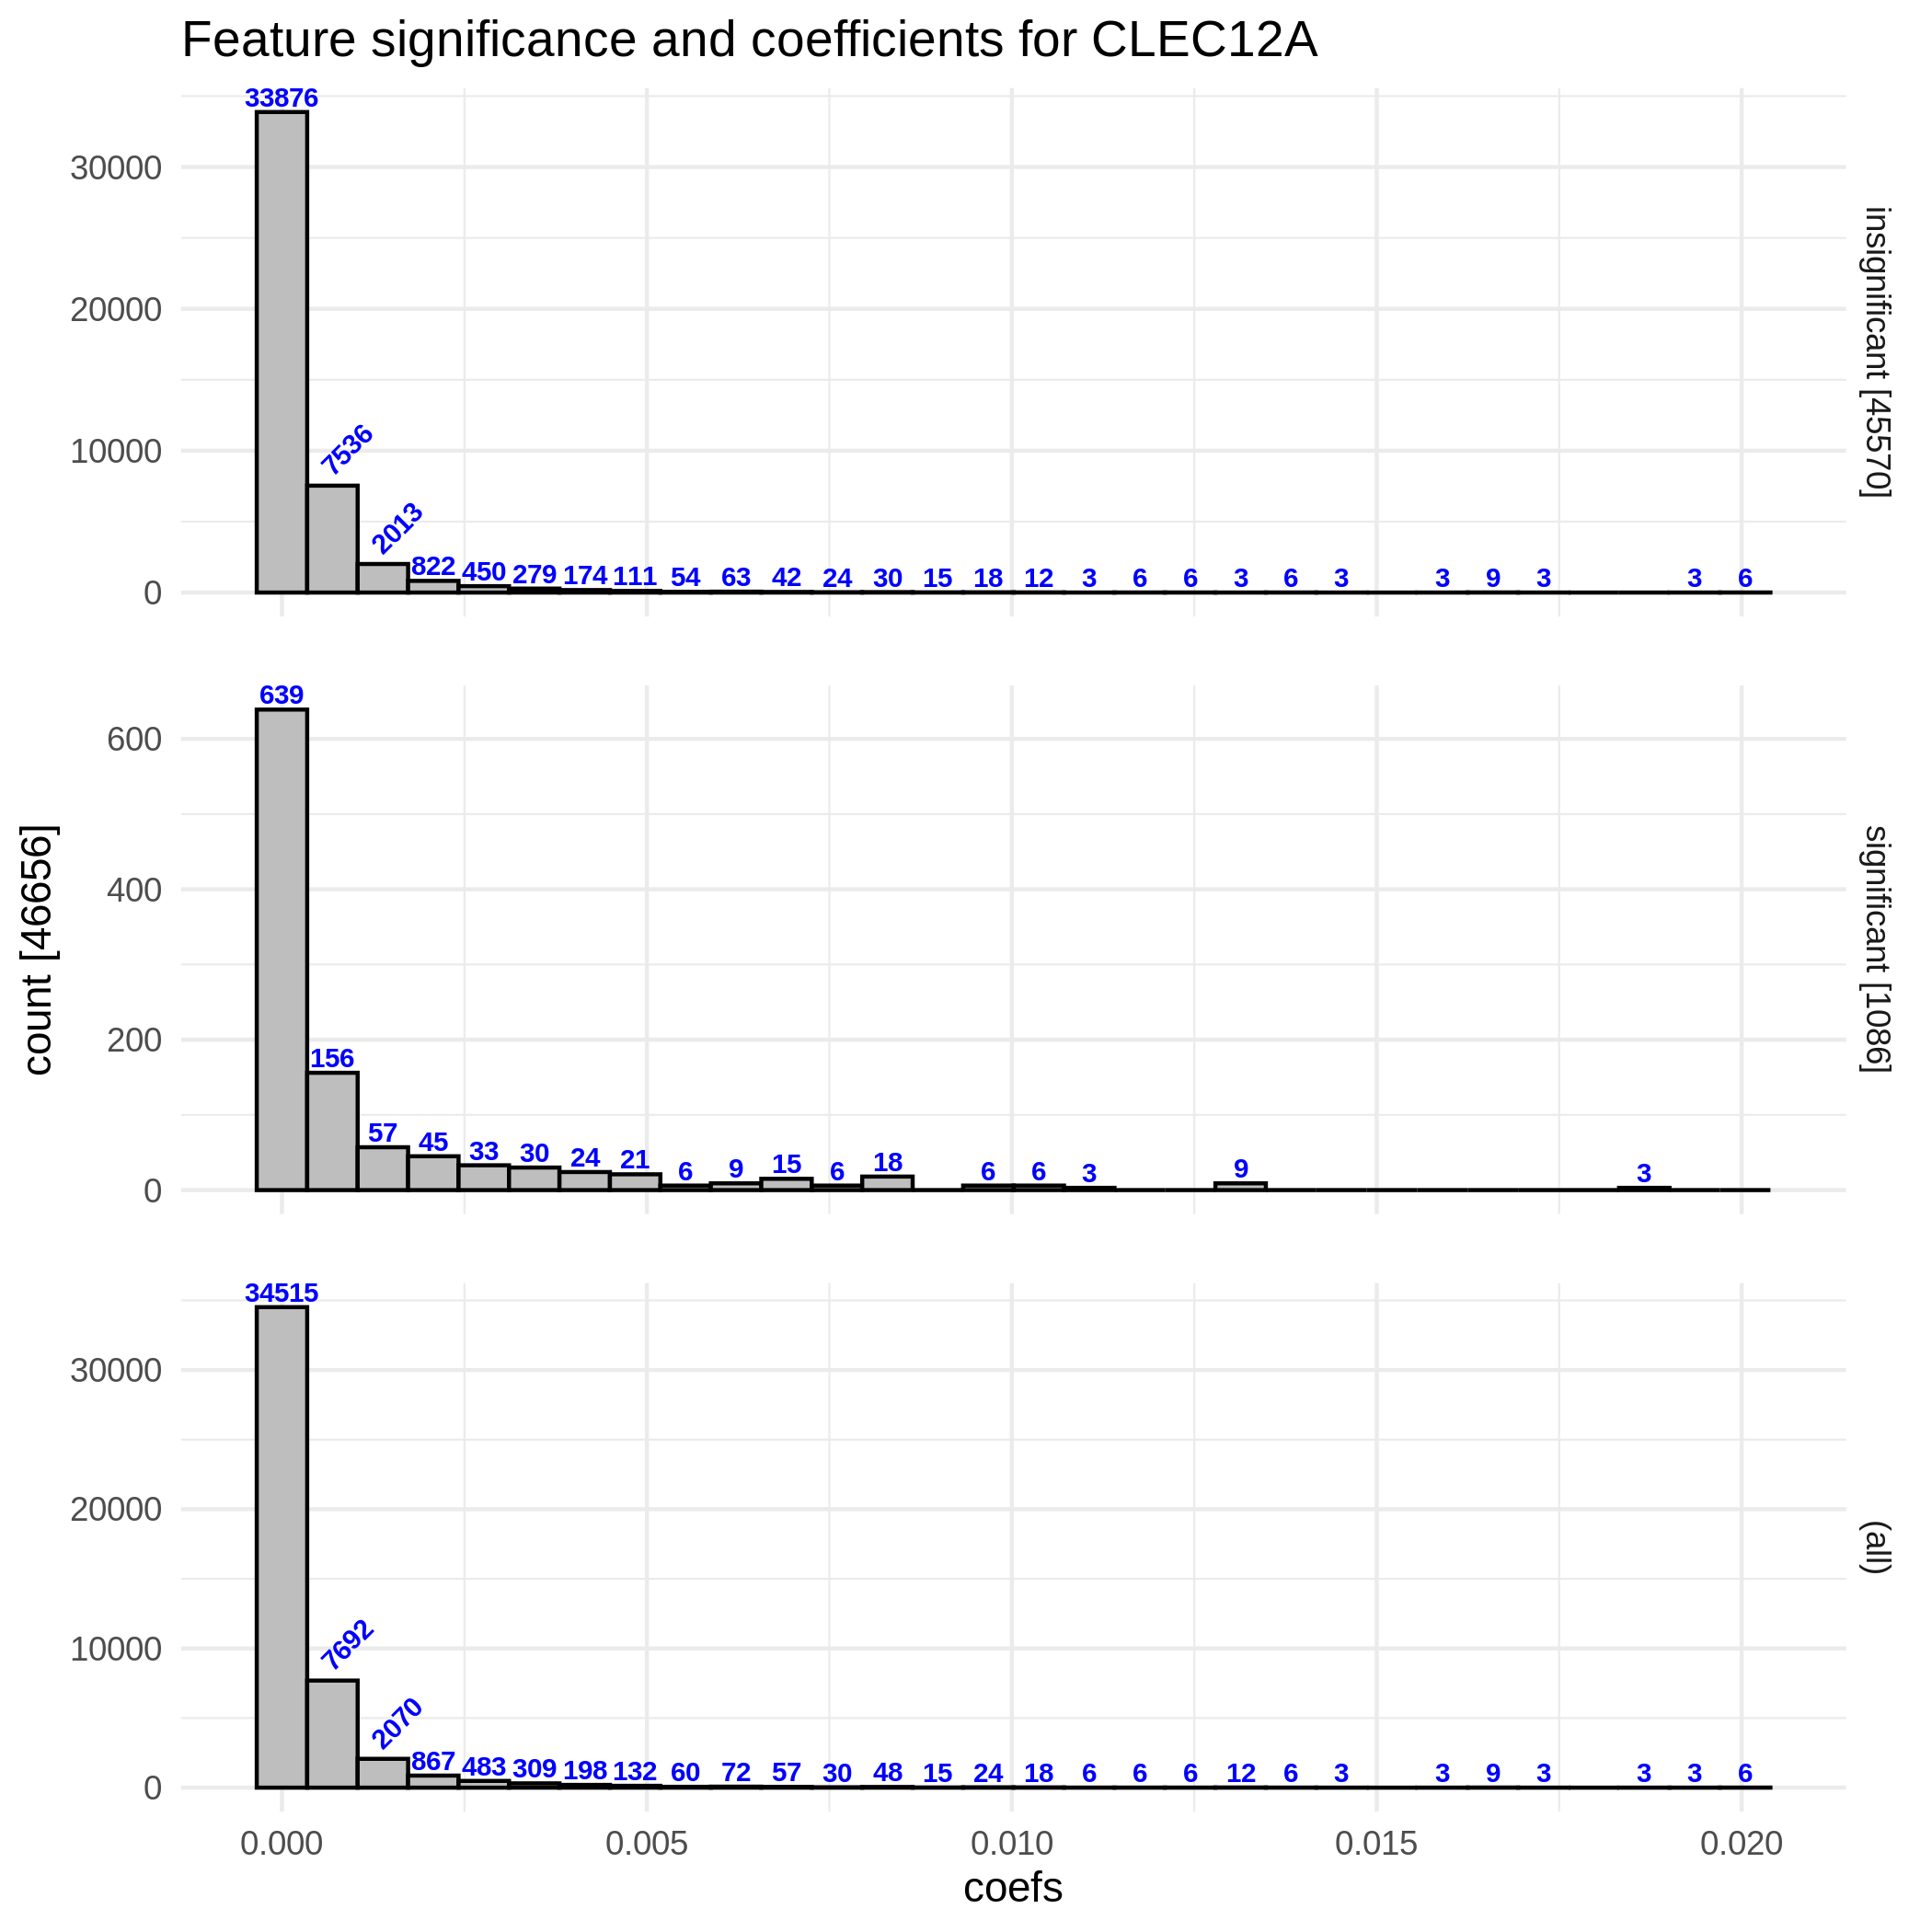 Feature significance and coefficients for CLEC12A
33876
30000
20000
10000
0
7536
2013
822 450 279 174 111 54 63 42 24 30 15 18 12 3 6 6 3 6 3 3 9 3 3 6
insignificant [45570]
639
600
400
200
0
156
57 45 33 30 24 21 6 9 15 6 18 6 6 3 9 3
significant [1086]
count [46656]
34515
30000
20000
10000
0
7692
2070
867 483 309 198 132 60 72 57 30 48 15 24 18 6 6 6 12 6 3 3 9 3 3 3 6
(all)
0.000 0.005 0.010 0.015 0.020
coefs